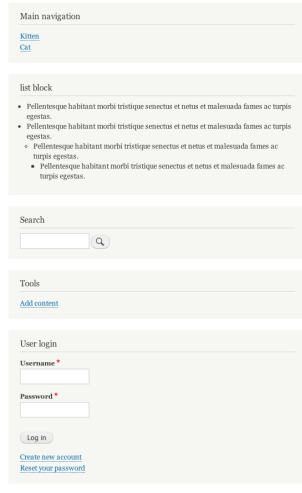 Main navigation
Kitten
Cat
list block
Pellentesque habitant morbi tristique senectus et netus et malesuada fames ac turpis
egestas.
Pellentesque habitant morbi tristique senectus et netus et malesuada fames ac turpis
egestas.
Pellentesque habitant morbi tristique senectus et netus et malesuada fames ac
turpis egestas.
Pellentesque habitant morbi tristique senectus et netus et malesuada fames ac
turpis egestas.
Search
Tools
Add content
User login
Username *
Password *
Log in
Create new account
Reset your password